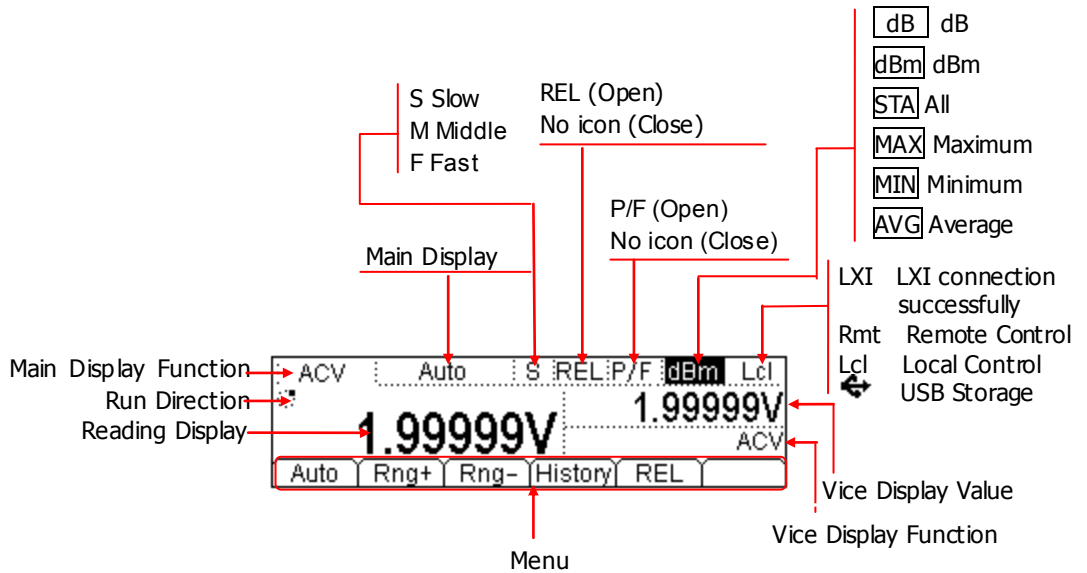 dB dB
dBm dBm
STA All
MAX Maximum
MIN Minimum
AVG Average
S Slow
M Middle
F Fast
REL (Open)
No icon (Close)
P/F (Open)
No icon (Close)
Main Display
LXI LXI connection
successfully
Rmt Remote Control
Lcl Local Control
USB Storage
Main Display Function
Run Direction
Reading Display
ACV Auto S REL P/F dBm Lcl
1.99999V
1.99999V
ACV
Auto Rng+ Rng- History REL
Vice Display Value
Vice Display Function
Menu